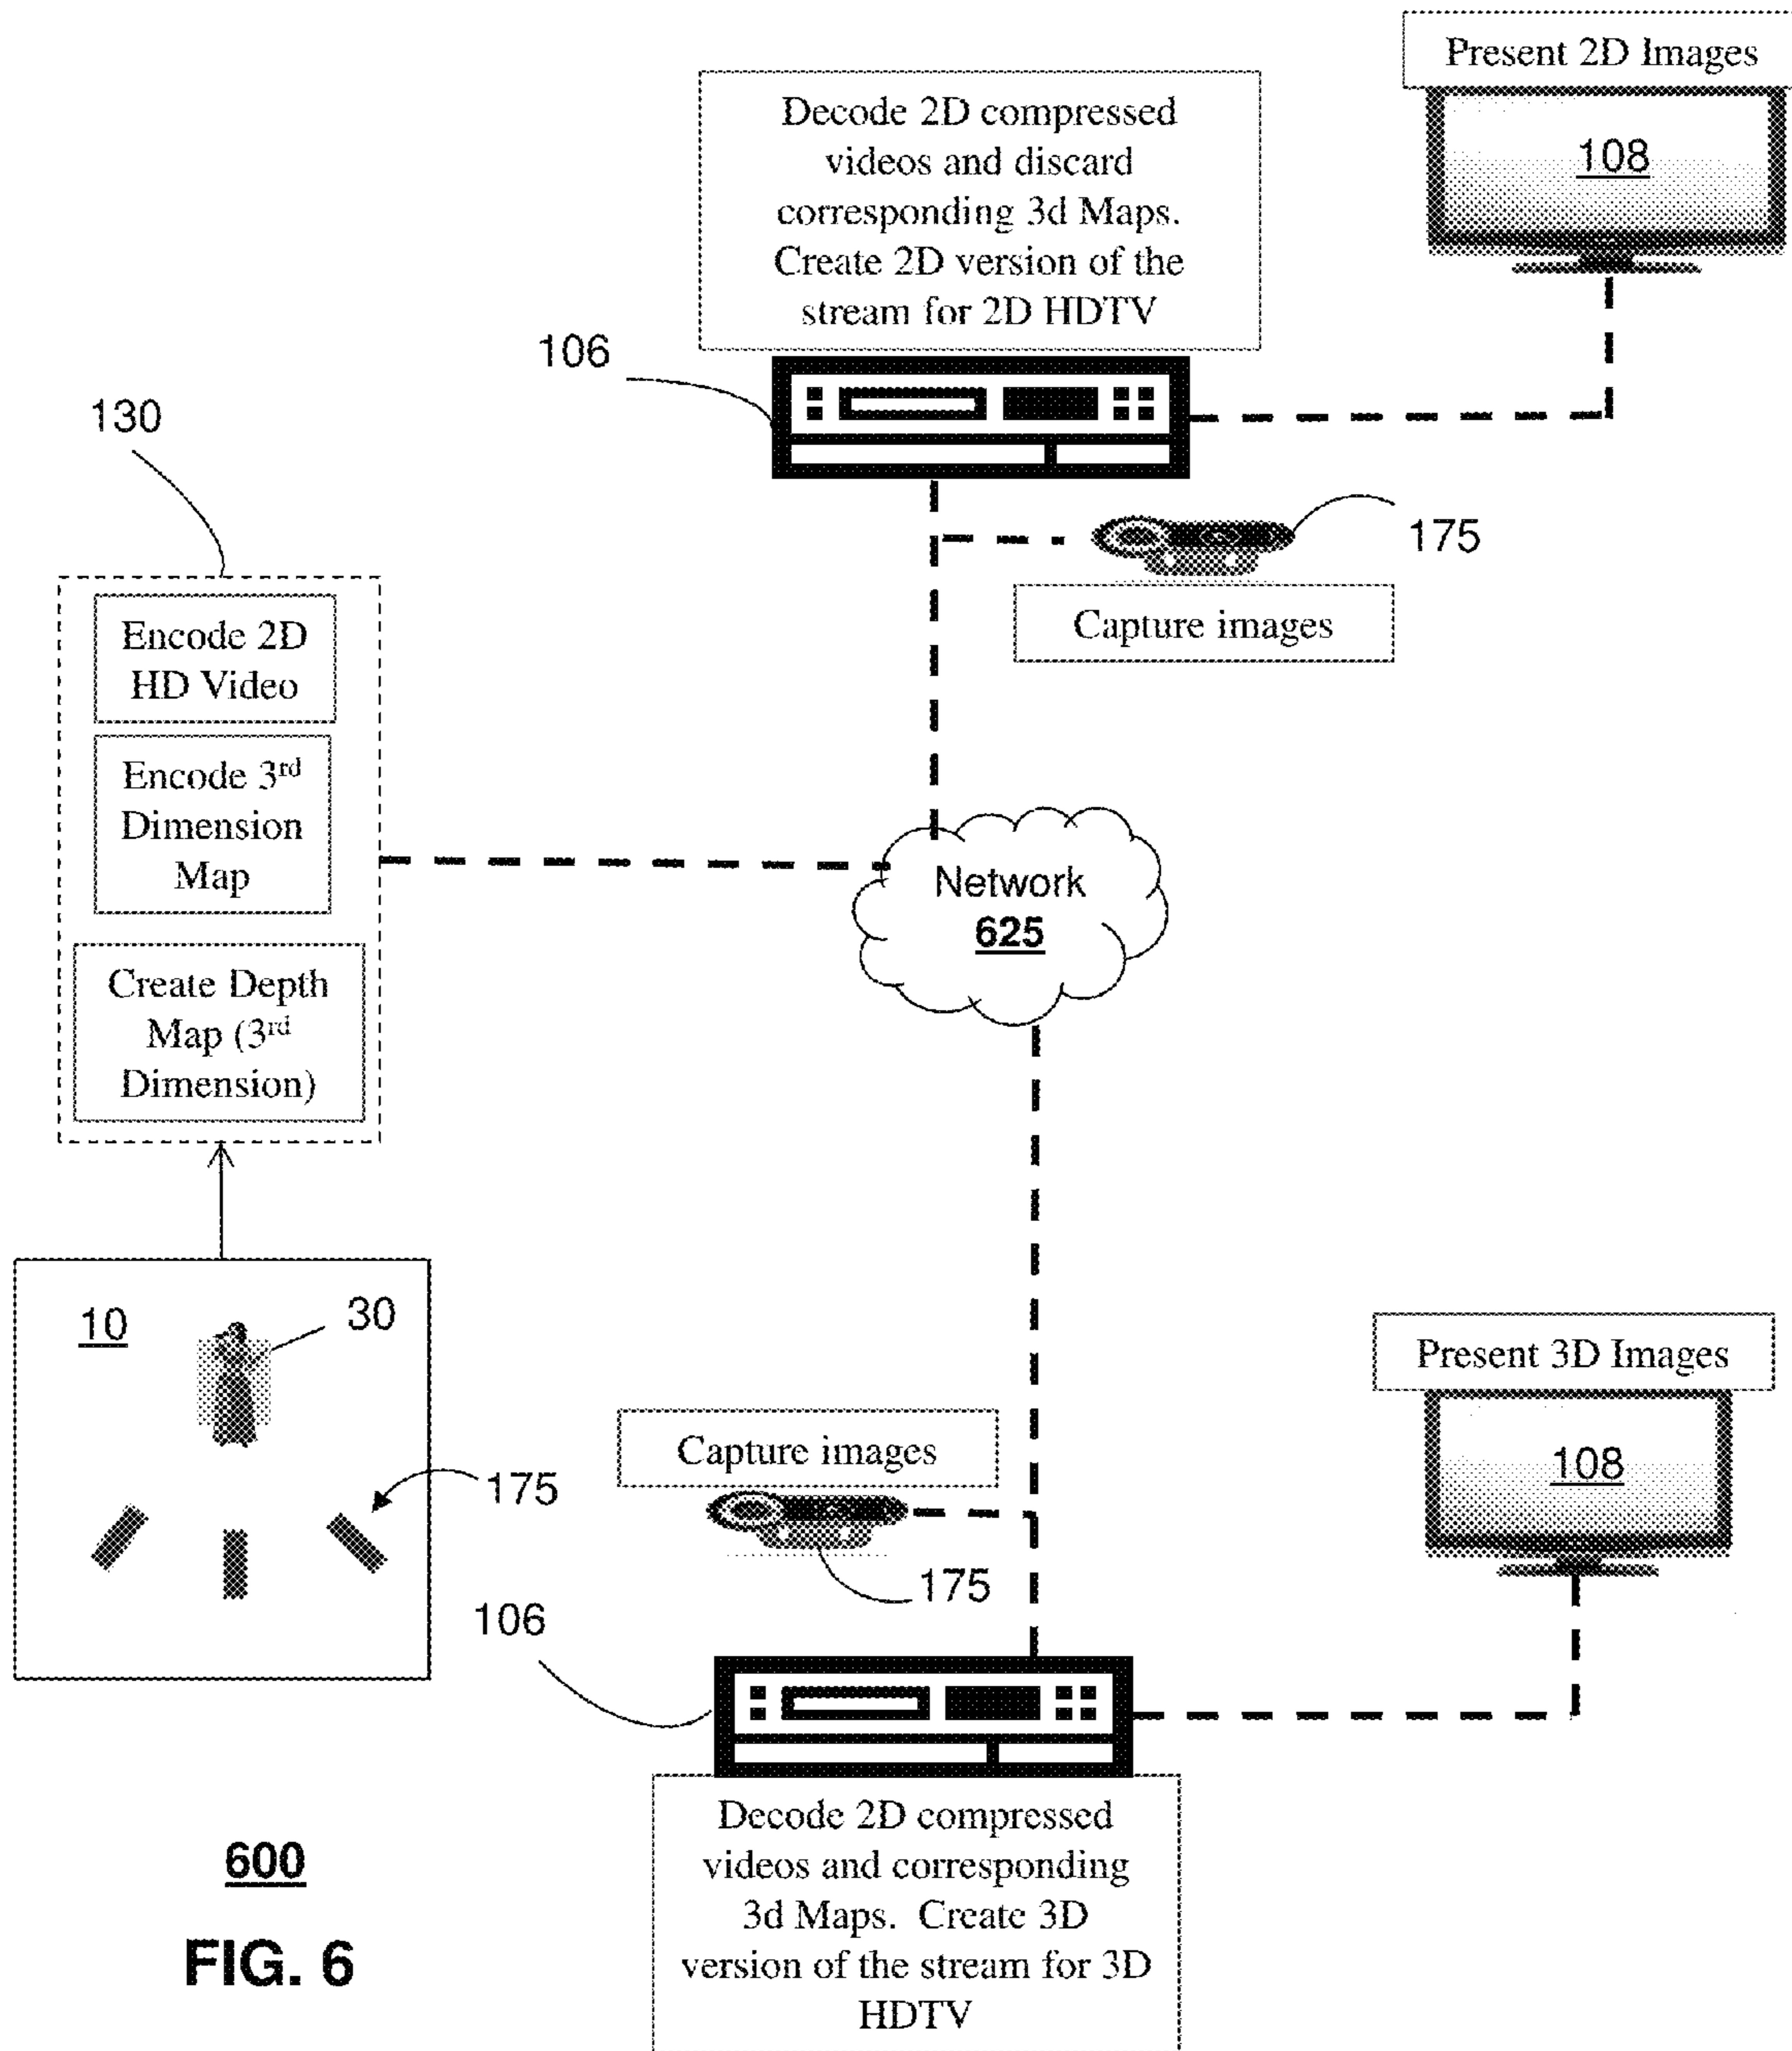 Present 2D Images
108
Decode 2D compressed
videos and discard
corresponding 3d Maps.
Create 2D version of the
stream for 2D HDTV
106
130
175
Capture images
Encode 2D
HD Video
Encode 3rd
Dimension
Map
Create Depth
Map (3rd
Dimension)
Network
625
10
30
175
Capture images
175
Present 3D Images
108
106
Decode 2D compressed
videos and corresponding
3d Maps. Create 3D
version of the stream for 3D
HDTV
600
FIG. 6